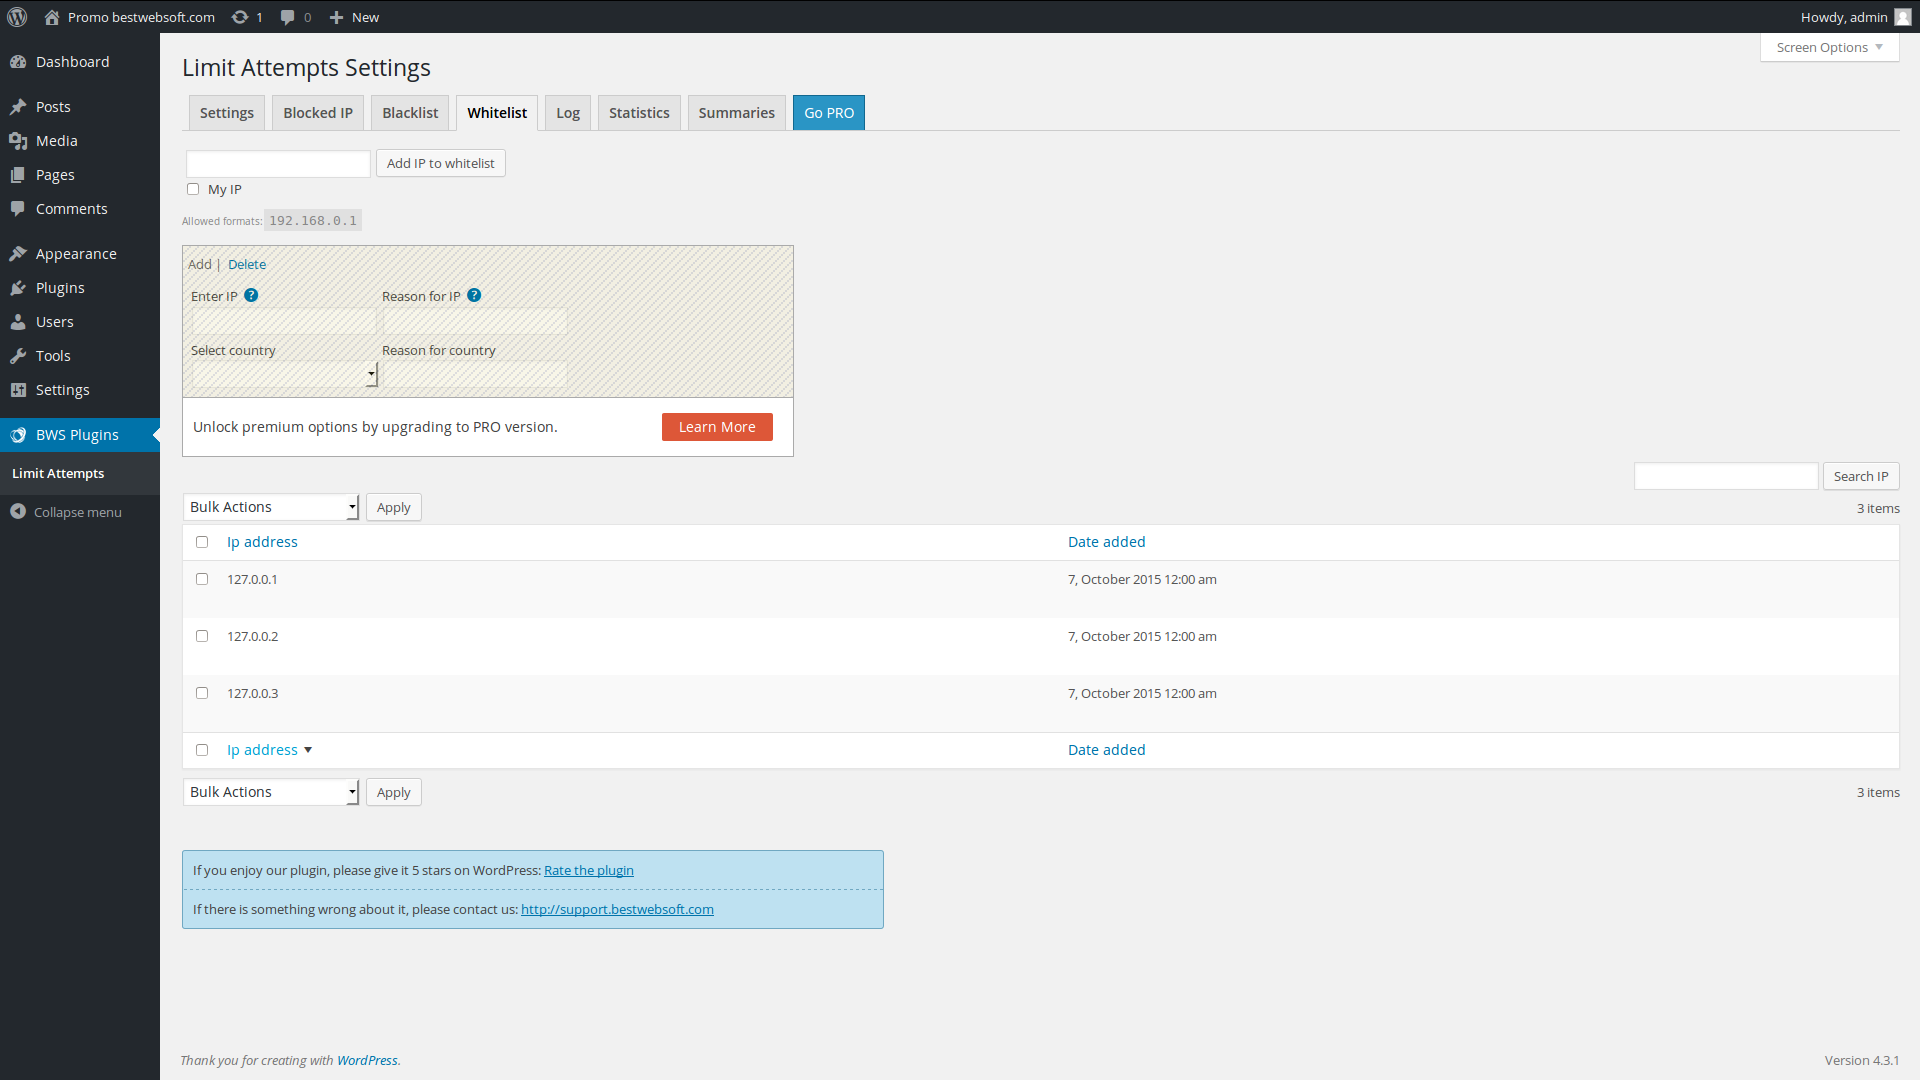 Promo bestwebsoft.com 1 0 New Howdy, admin
Screen Options
Dashboard
Posts
Media
Pages
Comments
Appearance
Plugins
Users
Tools
Settings
BWS Plugins
Limit Attempts
Collapse menu
Limit Attempts Settings
Settings Blocked IP Blacklist Whitelist Log Statistics Summaries Go PRO
Add IP to whitelist
My IP
Allowed formats: 192.168.0.1
Add | Delete
Enter IP ? Reason for IP ?
Select country Reason for country
Unlock premium options by upgrading to PRO version. Learn More
Search IP
Bulk Actions Apply 3 items
Ip address Date added
127.0.0.1 7, October 2015 12:00 am
127.0.0.2 7, October 2015 12:00 am
127.0.0.3 7, October 2015 12:00 am
Ip address Date added
Bulk Actions Apply 3 items
If you enjoy our plugin, please give it 5 stars on WordPress: Rate the plugin
If there is something wrong about it, please contact us: http://support.bestwebsoft.com
Thank you for creating with WordPress. Version 4.3.1